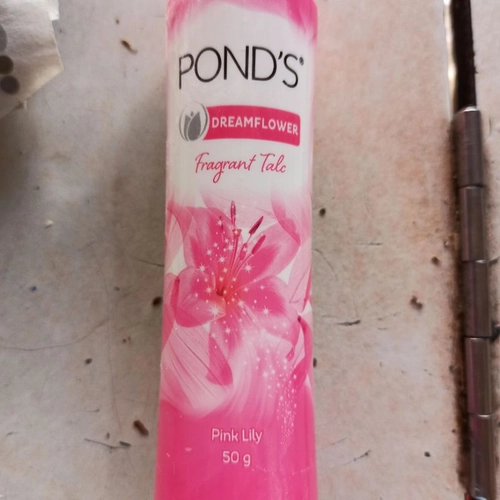 POND'S®
DREAMFLOWER
Fragrant Talc
Pink Lily
50 g